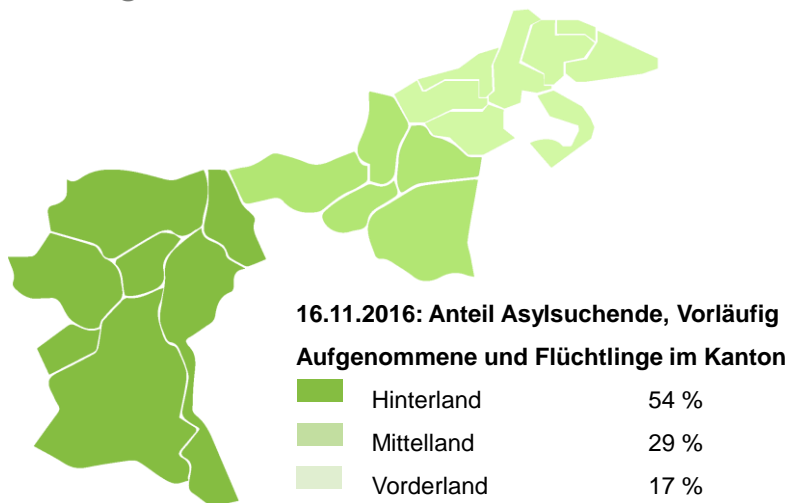 16.11.2016: Anteil Asylsuchende, Vorläufig
Aufgenommene und Flüchtlinge im Kanton
Hinterland 54 %
Mittelland 29 %
Vorderland 17 %